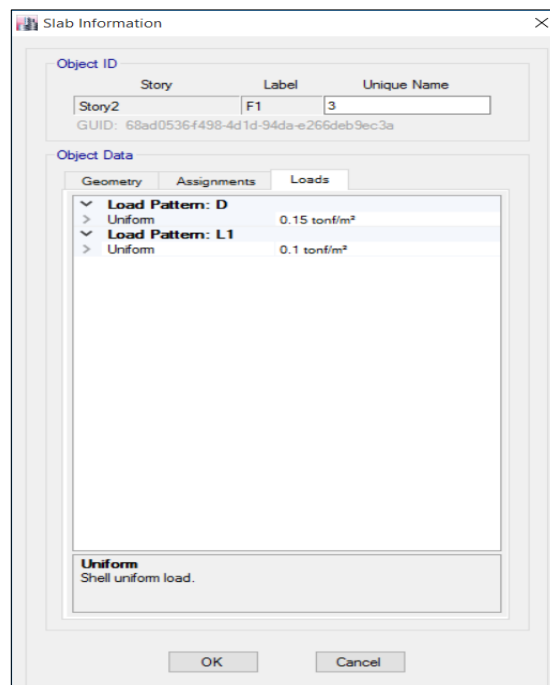 Slab Information
Object ID
Story Label Unique Name
Story2 F1 3
GUID: 68ad0536-f498-4d1d-94da-e266deb9ec3a
Object Data
Geometry Assignments Loads
Load Pattern: D
Uniform 0.15 tonf/m²
Load Pattern: L1
Uniform 0.1 tonf/m²
Uniform
Shell uniform load.
OK Cancel